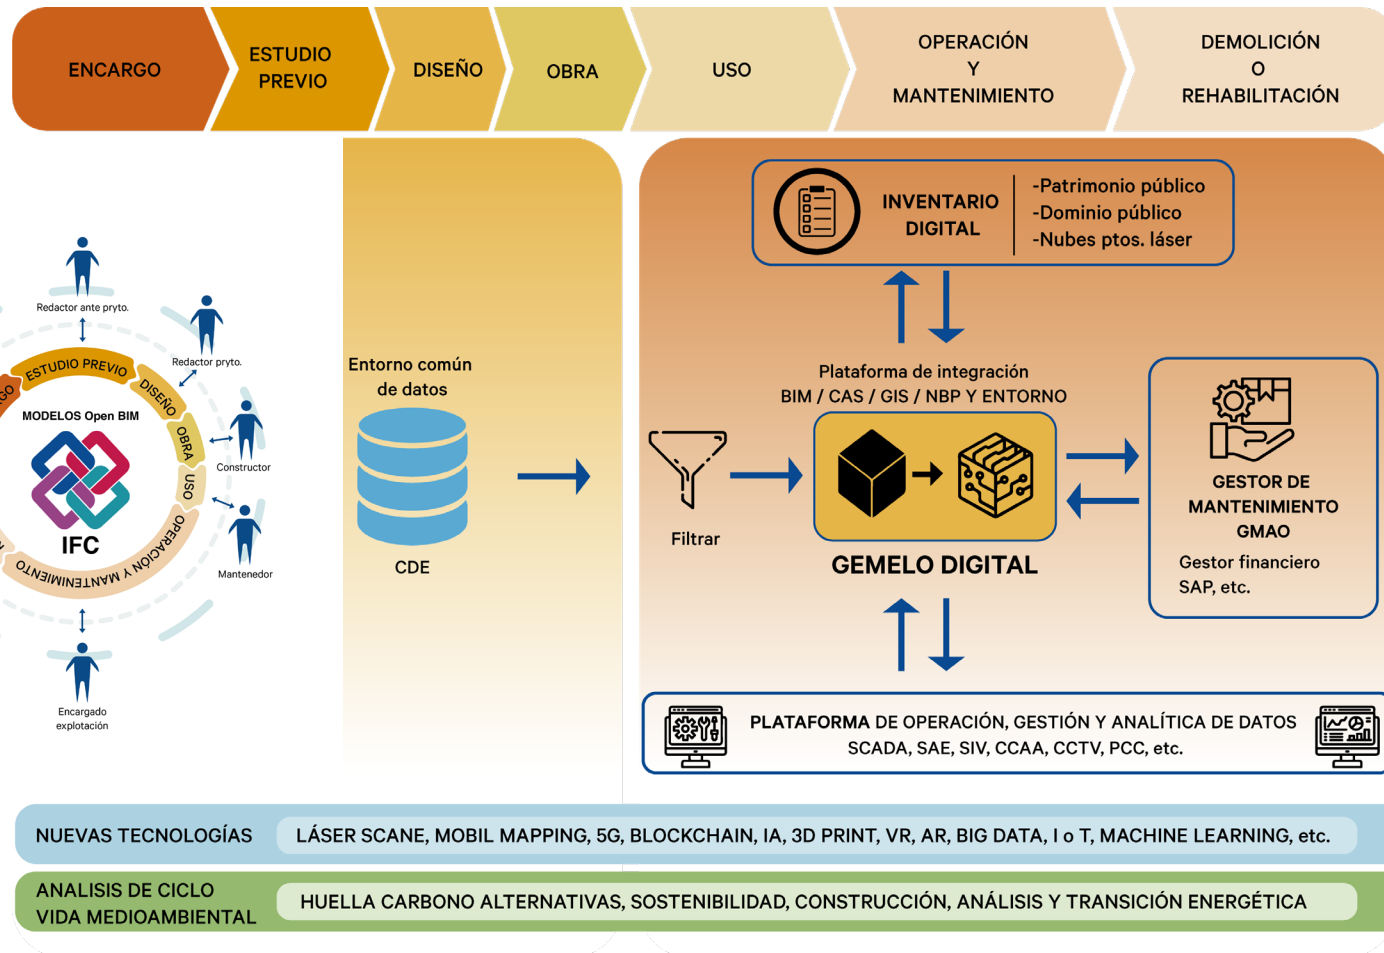 ENCARGO
ESTUDIO
PREVIO
DISEÑO
OBRA
USO
OPERACIÓN
Y
MANTENIMIENTO
DEMOLICIÓN
O
REHABILITACIÓN
Redactor ante pryto.
Redactor pryto.
Constructor
Mantenedor
Encargado
explotación
ESTUDIO PREVIO
DISEÑO
OBRA
USO
OPERACIÓN Y MANTENIMIENTO
MODELOS Open BIM
IFC
Entorno común
de datos
CDE
Filtrar
INVENTARIO
DIGITAL
-Patrimonio público
-Dominio público
-Nubes ptos. láser
Plataforma de integración
BIM / CAS / GIS / NBP Y ENTORNO
GEMELO DIGITAL
GESTOR DE
MANTENIMIENTO
GMAO
Gestor financiero
SAP, etc.
PLATAFORMA DE OPERACIÓN, GESTIÓN Y ANALÍTICA DE DATOS
SCADA, SAE, SIV, CCAA, CCTV, PCC, etc.
NUEVAS TECNOLOGÍAS
LÁSER SCANE, MOBIL MAPPING, 5G, BLOCKCHAIN, IA, 3D PRINT, VR, AR, BIG DATA, I o T, MACHINE LEARNING, etc.
ANALISIS DE CICLO
VIDA MEDIOAMBIENTAL
HUELLA CARBONO ALTERNATIVAS, SOSTENIBILIDAD, CONSTRUCCIÓN, ANÁLISIS Y TRANSICIÓN ENERGÉTICA